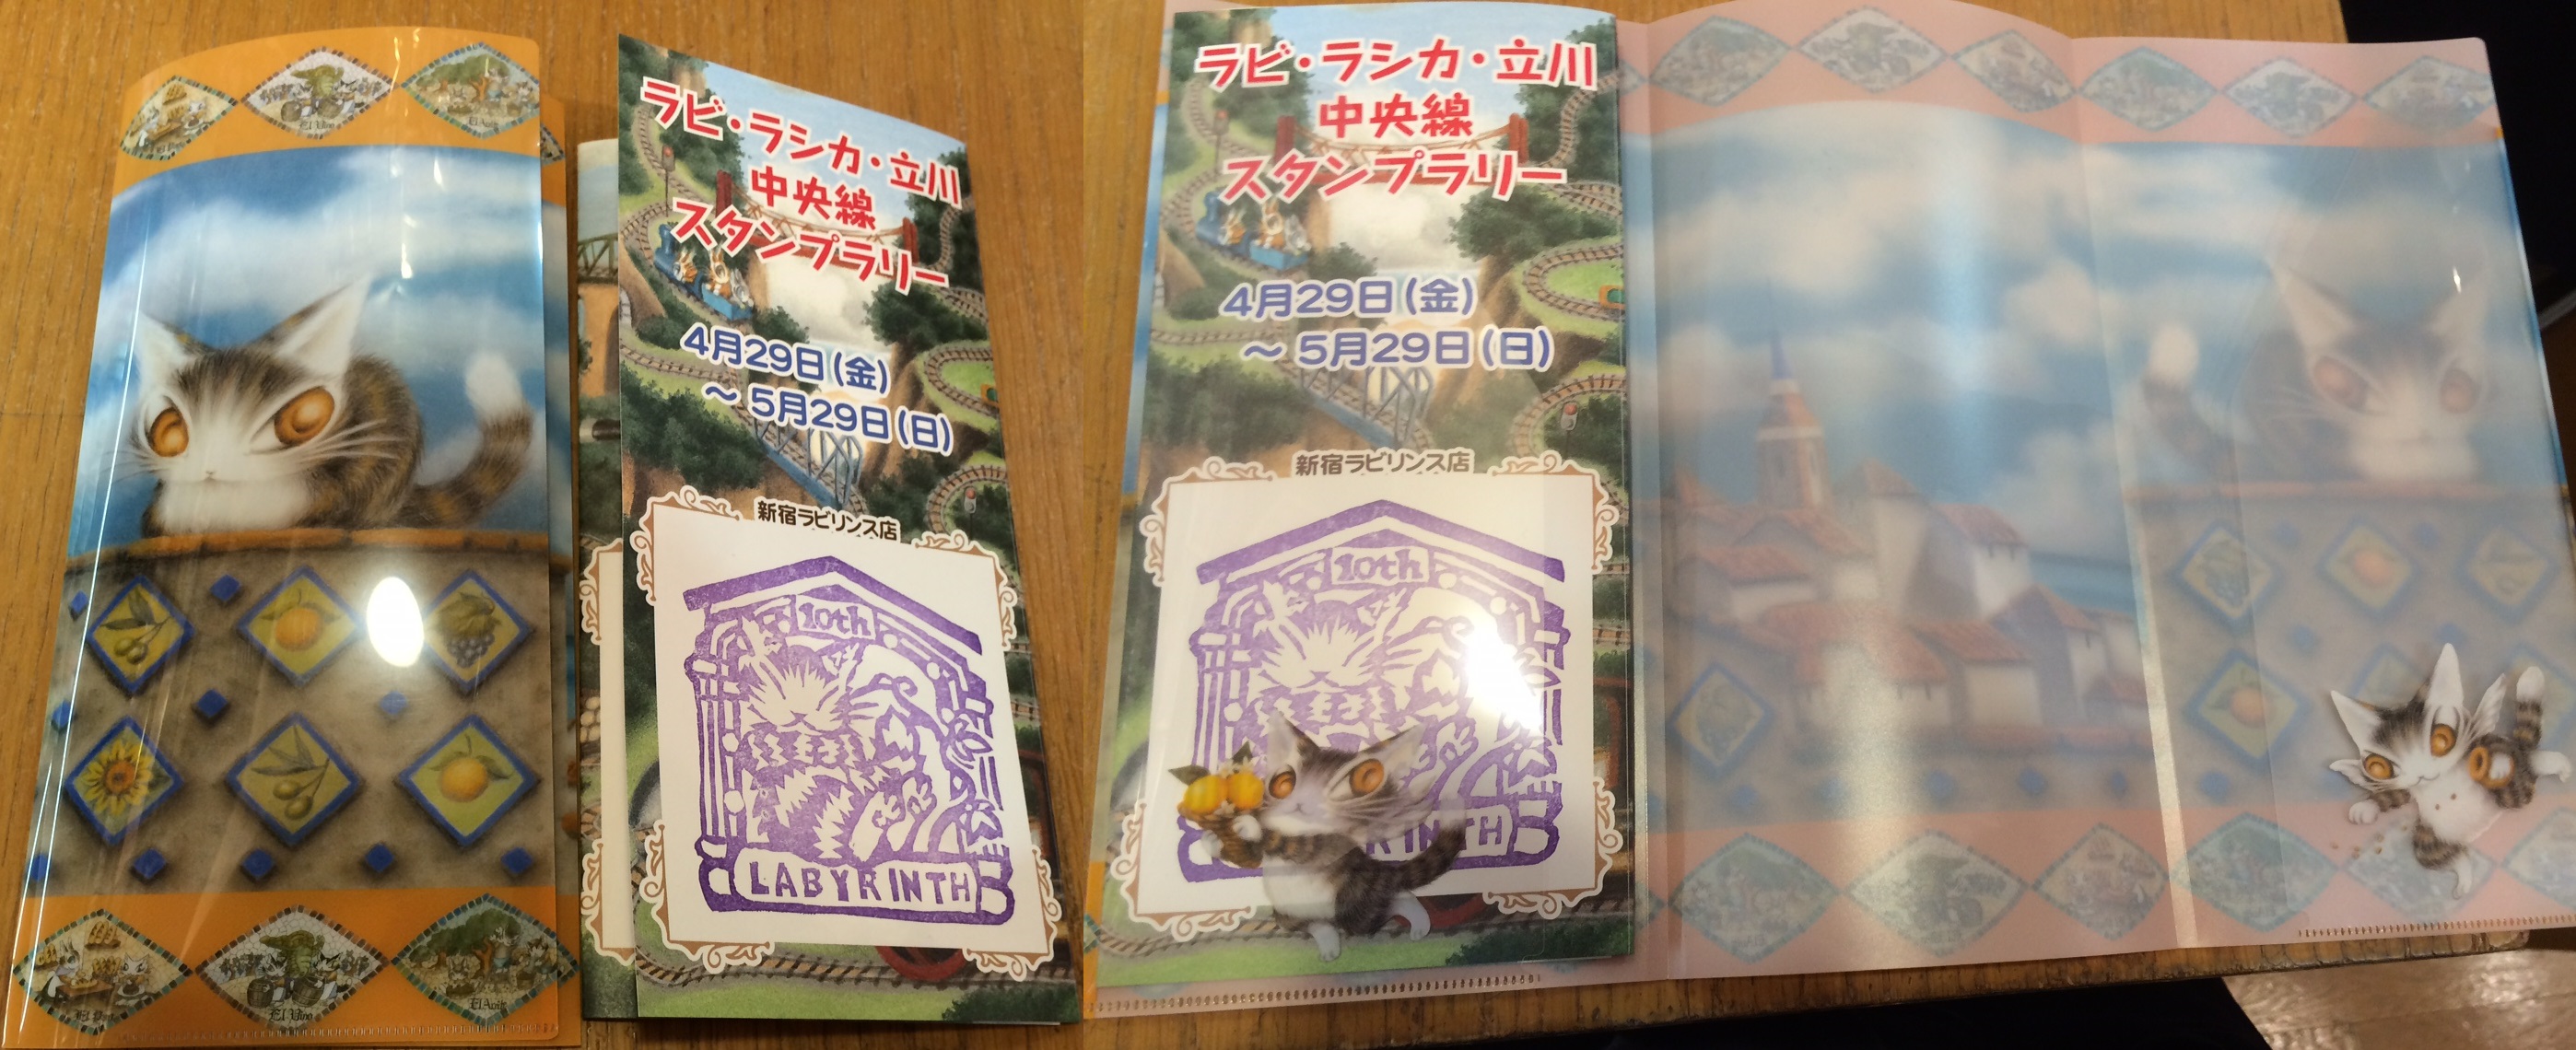 ラビ・ラシカ・立川
中央線
スタンプラリー
4月29日(金)
～5月29日(日)
新宿ラビリンス店
10th
LABYRINTH
El Vino
El Vino
ラビ・ラシカ・立川
中央線
スタンプラリー
4月29日(金)
～5月29日(日)
新宿ラビリンス店
10th